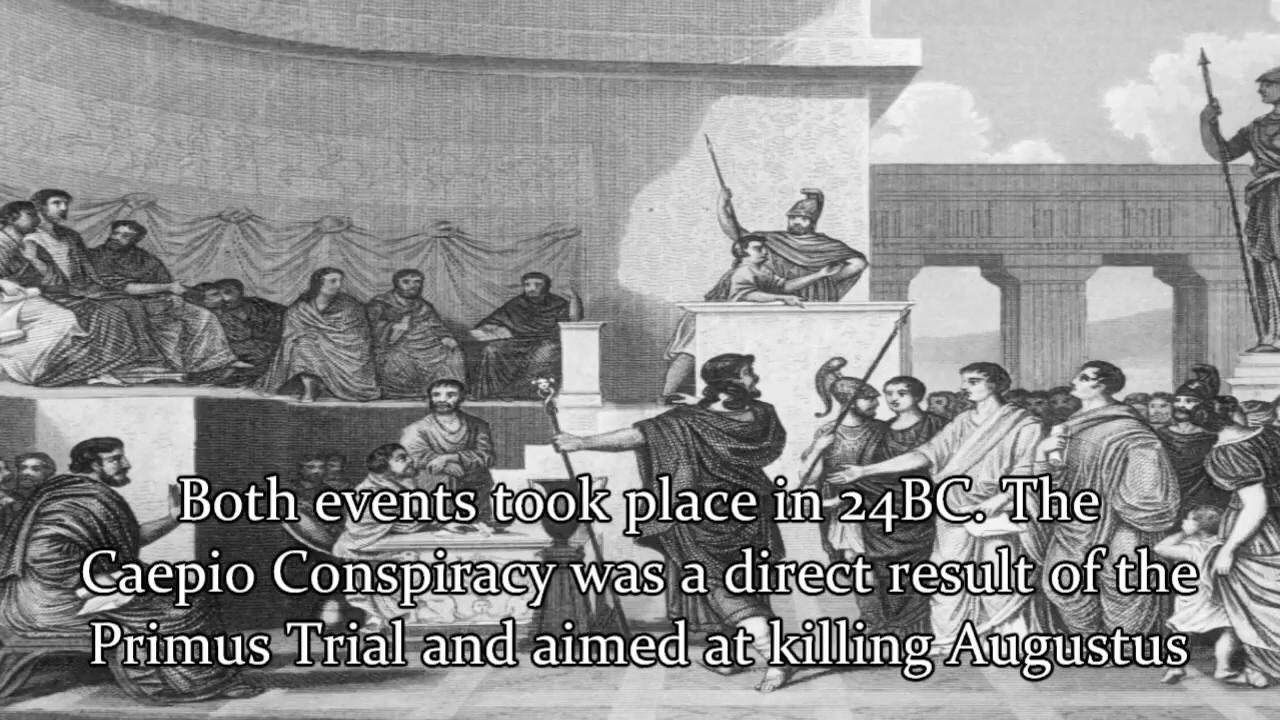 Both events took place in 24BC. The
Caepio Conspiracy was a direct result of the
Primus Trial and aimed at killing Augustus